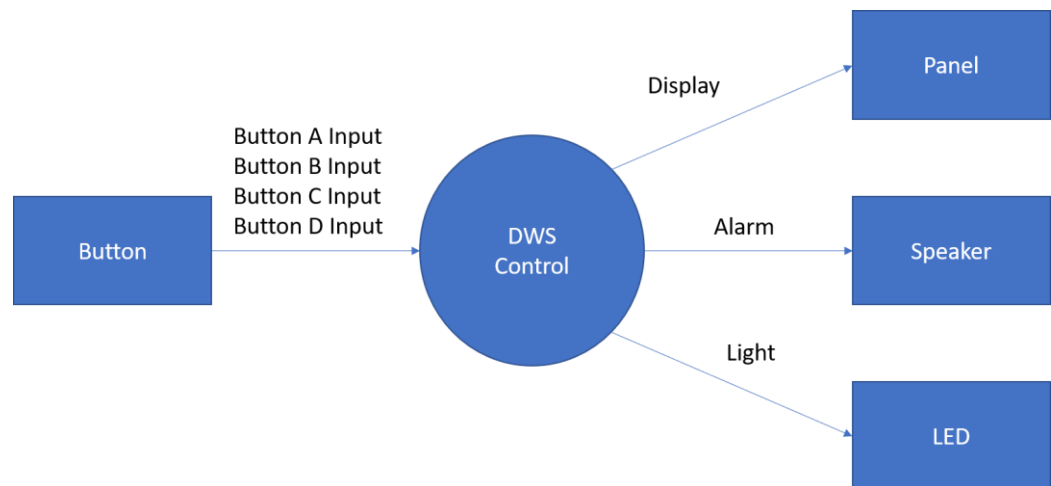 Button
Button A Input
Button B Input
Button C Input
Button D Input
DWS
Control
Display
Panel
Alarm
Speaker
Light
LED